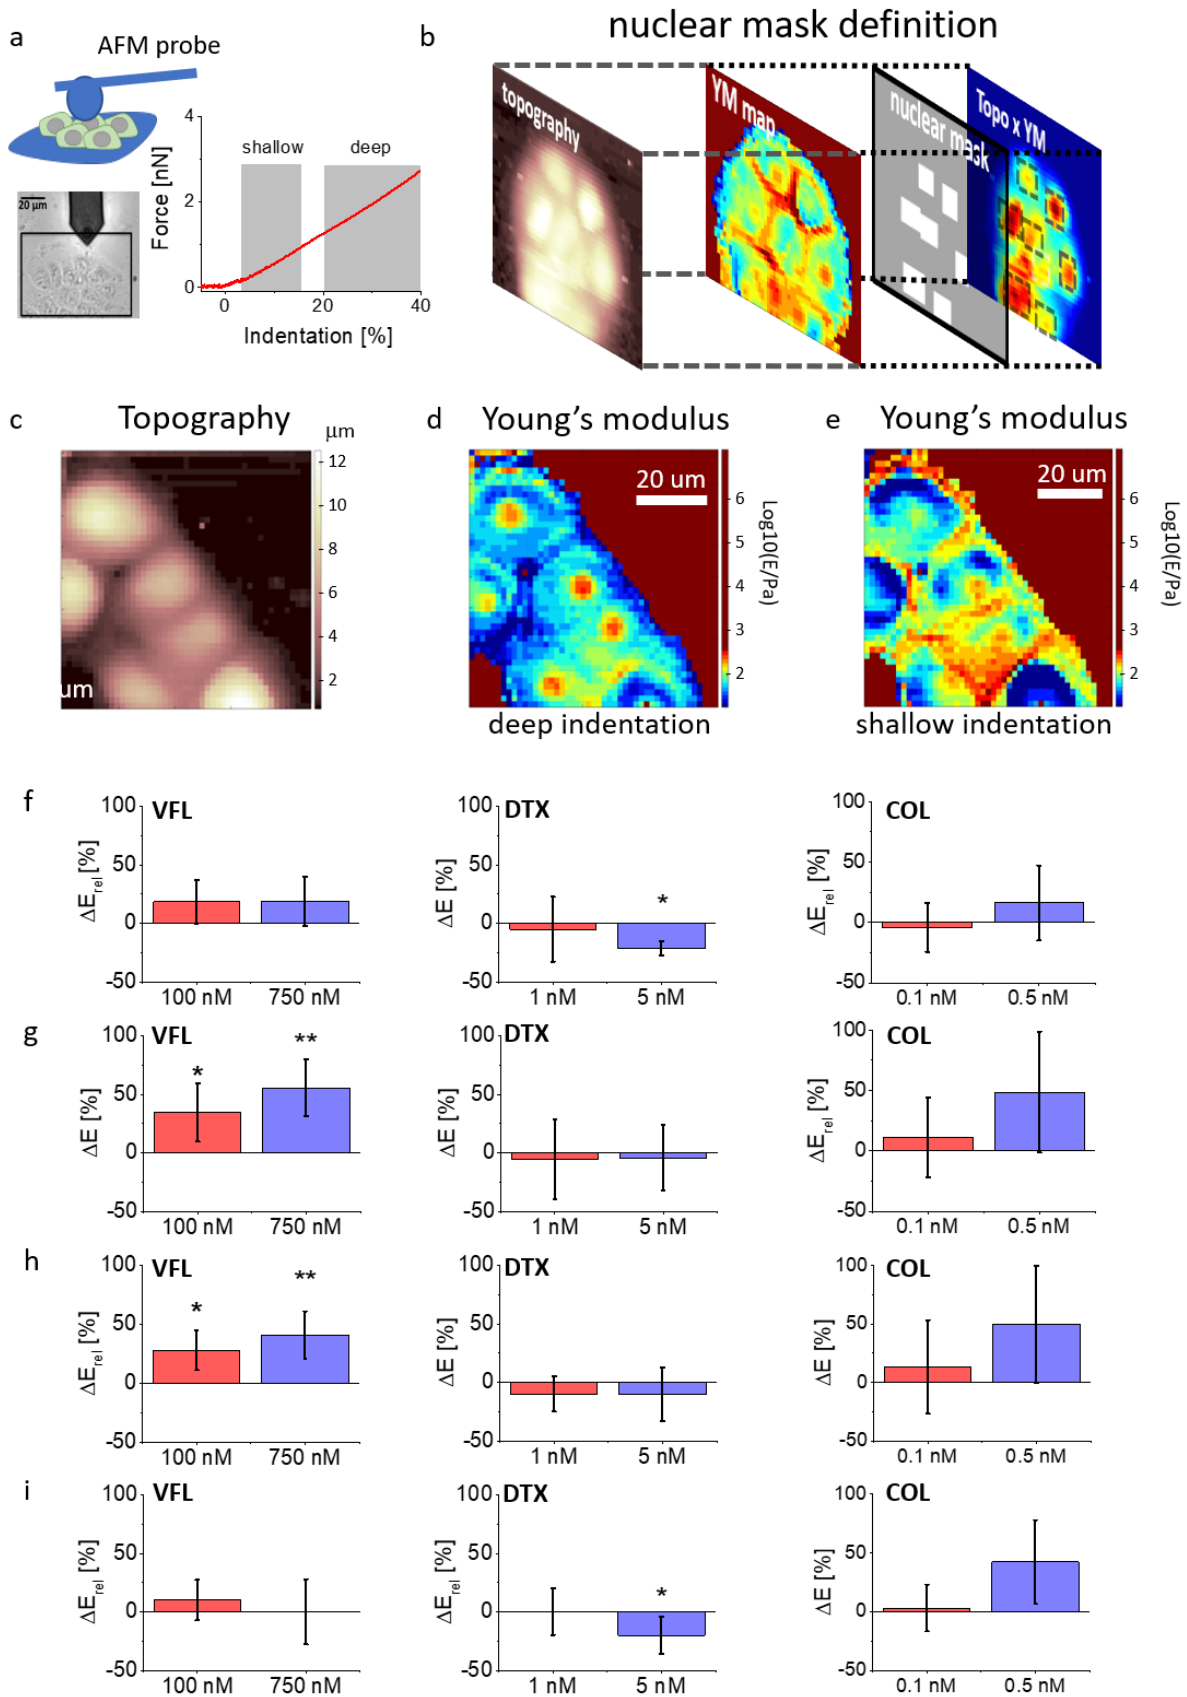 a
AFM probe
20 µm
Force [nN]
4
2
0
shallow
deep
0
20
40
Indentation [%]
b
nuclear mask definition
topography
YM map
nuclear mask
Topo x YM
c
Topography
µm
12
10
8
6
4
2
um
d
Young's modulus
20 um
6
5
4
3
2
Log10(E/Pa)
deep indentation
e
Young's modulus
20 um
6
5
4
3
2
Log10(E/Pa)
shallow indentation
f
VFL
ΔErel [%]
100
50
0
-50
100 nM
750 nM
DTX
ΔE [%]
100
50
0
-50
*
1 nM
5 nM
COL
ΔErel [%]
100
50
0
-50
0.1 nM
0.5 nM
g
VFL
ΔE [%]
100
50
0
-50
*
**
100 nM
750 nM
DTX
ΔE [%]
100
50
0
-50
1 nM
5 nM
COL
ΔErel [%]
100
50
0
-50
0.1 nM
0.5 nM
h
VFL
ΔErel [%]
100
50
0
-50
*
**
100 nM
750 nM
DTX
ΔE [%]
100
50
0
-50
1 nM
5 nM
COL
ΔE [%]
100
50
0
-50
0.1 nM
0.5 nM
i
VFL
ΔErel [%]
100
50
0
-50
100 nM
750 nM
DTX
ΔErel [%]
100
50
0
-50
*
1 nM
5 nM
COL
ΔE [%]
100
50
0
-50
0.1 nM
0.5 nM